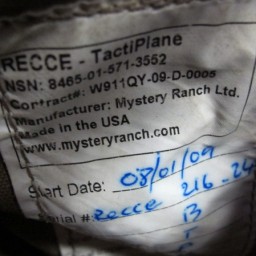 RECCE - TactiPlane
NSN: 8465-01-571-3552
Contract#: W911QY-09-D-0005
Manufacturer: Mystery Ranch Ltd.
Made in the USA
www.mysteryranch.com
Start Date: 08/01/09
Serial # Recce 216-24
B